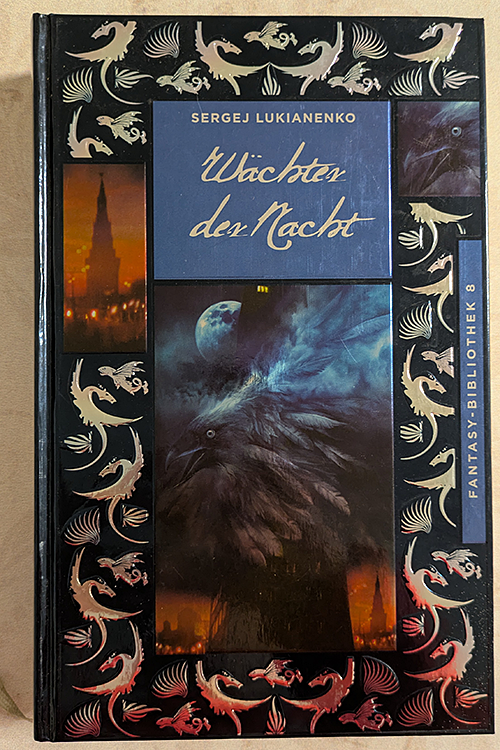 SERGEJ LUKIANENKO
Wächter
der Nacht
FANTASY-BIBLIOTHEK 8